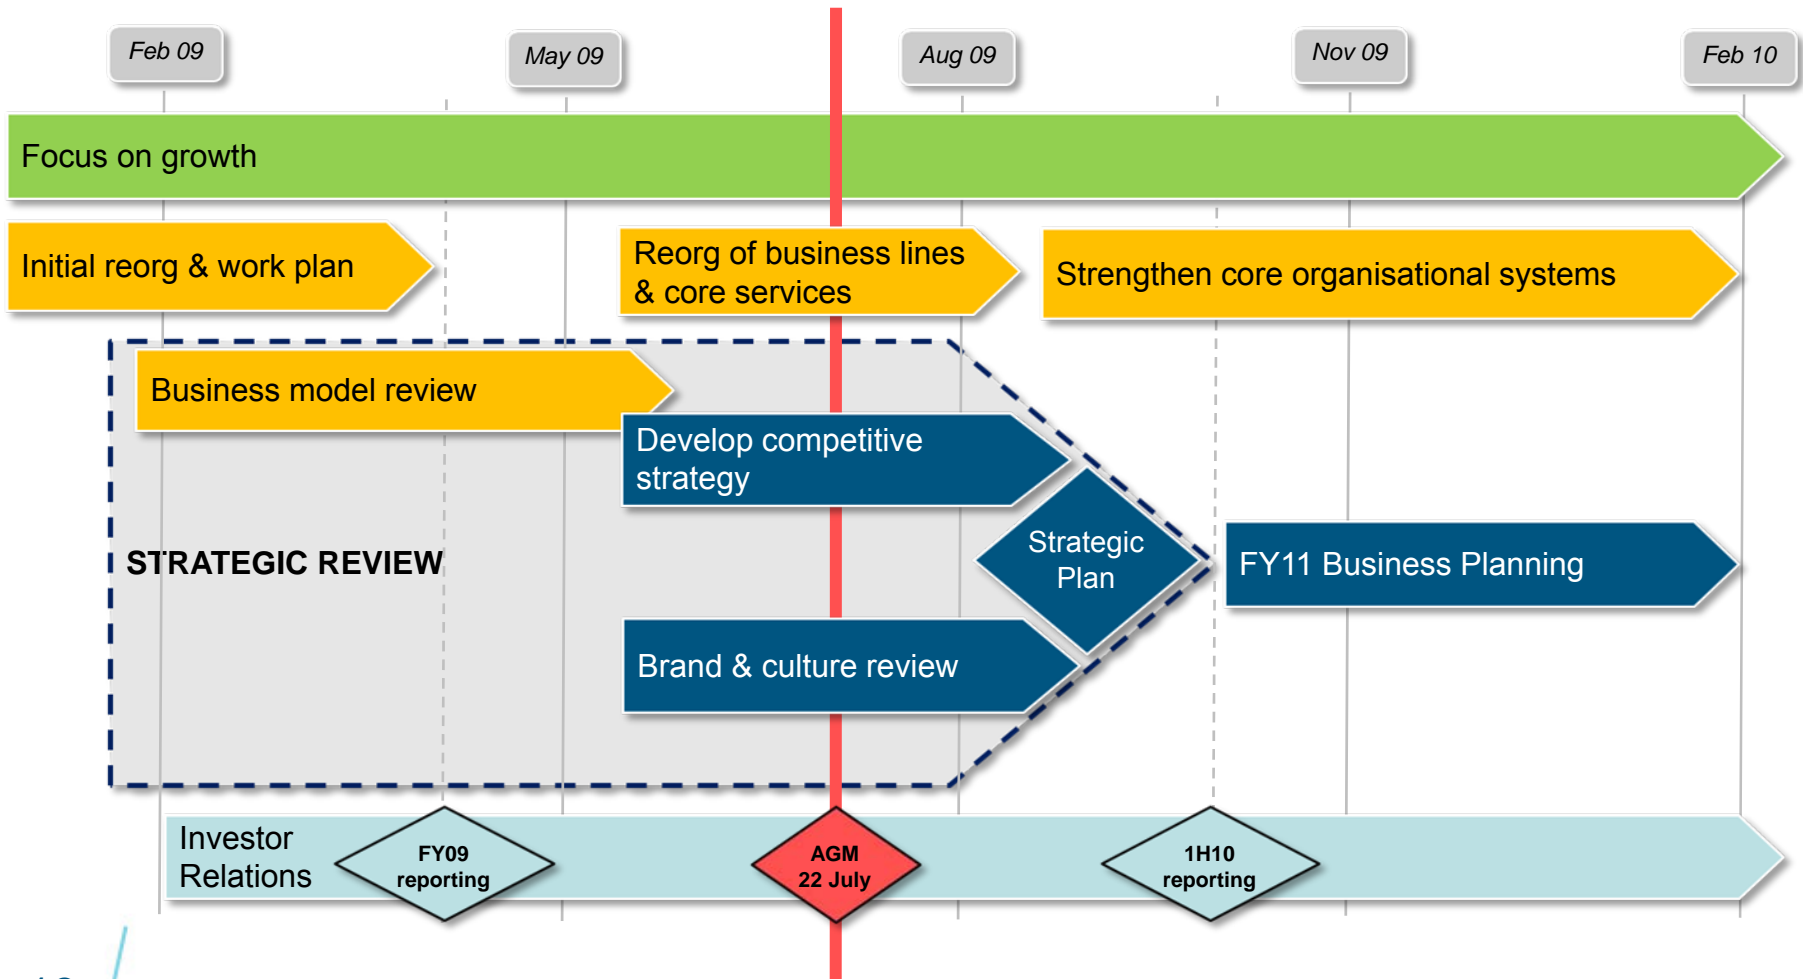 Feb 09
May 09
Aug 09
Nov 09
Feb 10
Focus on growth
Initial reorg & work plan
Reorg of business lines
& core services
Strengthen core organisational systems
Business model review
Develop competitive
strategy
STRATEGIC REVIEW
Strategic
Plan
FY11 Business Planning
Brand & culture review
Investor
Relations
FY09
reporting
AGM
22 July
1H10
reporting